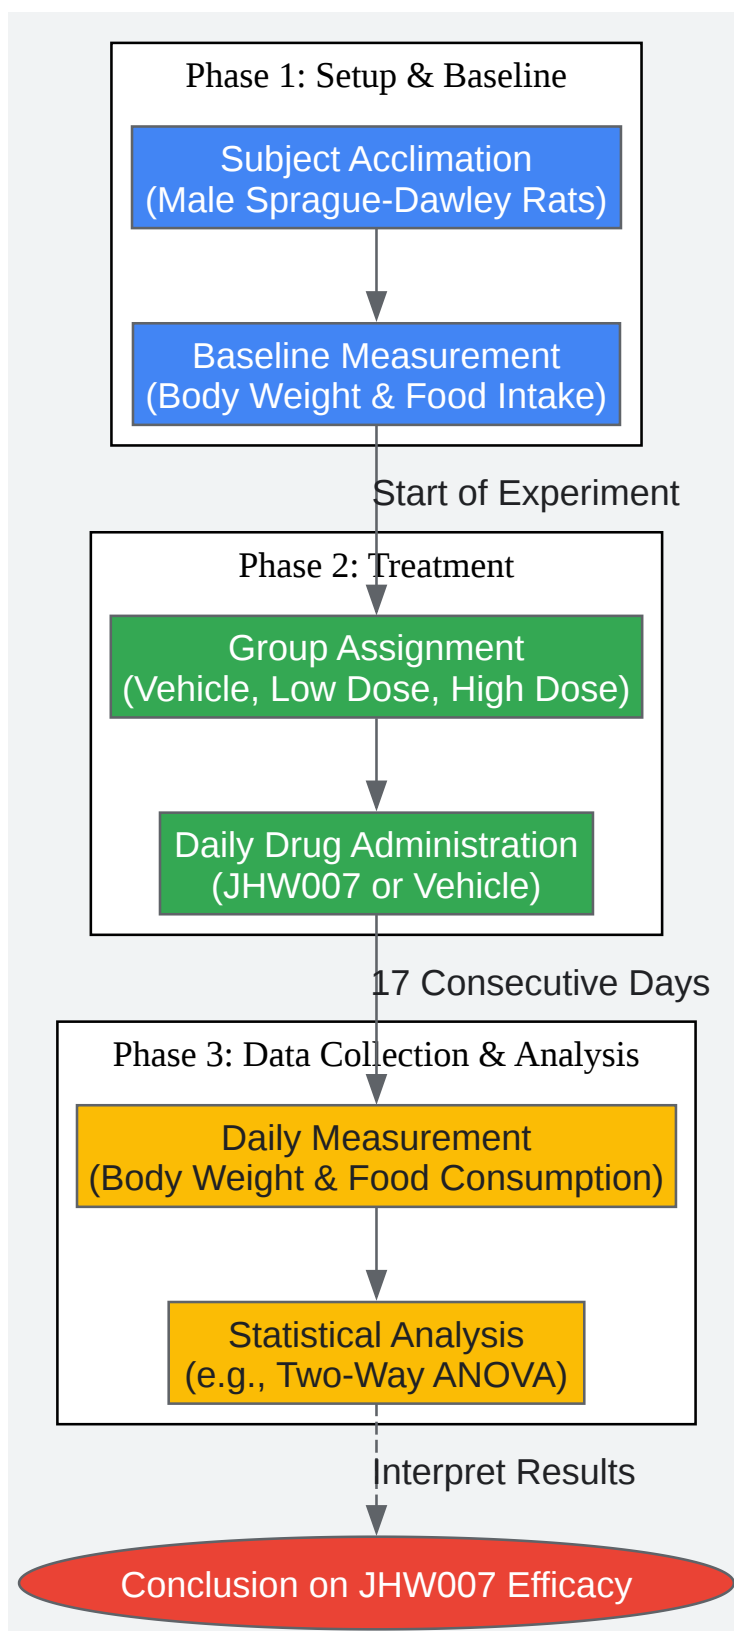 Phase 1: Setup & Baseline
Subject Acclimation
(Male Sprague-Dawley Rats)
Baseline Measurement
(Body Weight & Food Intake)
Start of Experiment
Phase 2: Treatment
Group Assignment
(Vehicle, Low Dose, High Dose)
Daily Drug Administration
(JHW007 or Vehicle)
17 Consecutive Days
Phase 3: Data Collection & Analysis
Daily Measurement
(Body Weight & Food Consumption)
Statistical Analysis
(e.g., Two-Way ANOVA)
Interpret Results
Conclusion on JHW007 Efficacy